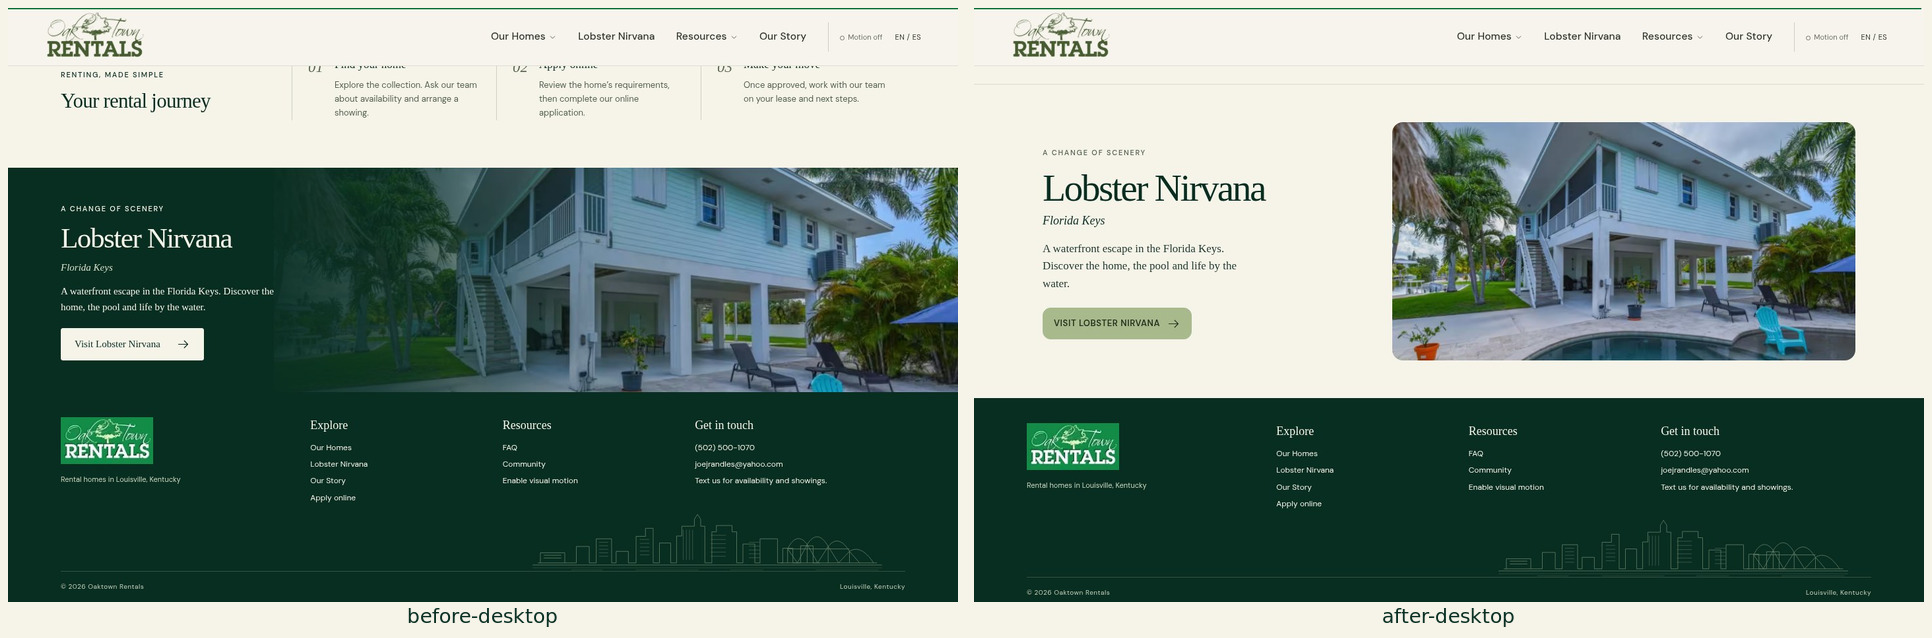 Oak Town
RENTALS
Our Homes
Lobster Nirvana
Resources
Our Story
Motion off
EN / ES
RENTING, MADE SIMPLE
Your rental journey
01
Find your home
Explore the collection. Ask our team
about availability and arrange a
showing.
02
Apply online
Review the home's requirements,
then complete our online
application.
03
Make your move
Once approved, work with our team
on your lease and next steps.
A CHANGE OF SCENERY
Lobster Nirvana
Florida Keys
A waterfront escape in the Florida Keys. Discover the
home, the pool and life by the water.
Visit Lobster Nirvana
Oak Town
RENTALS
Rental homes in Louisville, Kentucky
Explore
Our Homes
Lobster Nirvana
Our Story
Apply online
Resources
FAQ
Community
Enable visual motion
Get in touch
(502) 500-1070
joejrandles@yahoo.com
Text us for availability and showings.
© 2026 Oaktown Rentals
Louisville, Kentucky
before-desktop
Oak Town
RENTALS
Our Homes
Lobster Nirvana
Resources
Our Story
Motion off
EN / ES
A CHANGE OF SCENERY
Lobster Nirvana
Florida Keys
A waterfront escape in the Florida Keys.
Discover the home, the pool and life by the
water.
VISIT LOBSTER NIRVANA
Oak Town
RENTALS
Rental homes in Louisville, Kentucky
Explore
Our Homes
Lobster Nirvana
Our Story
Apply online
Resources
FAQ
Community
Enable visual motion
Get in touch
(502) 500-1070
joejrandles@yahoo.com
Text us for availability and showings.
© 2026 Oaktown Rentals
Louisville, Kentucky
after-desktop